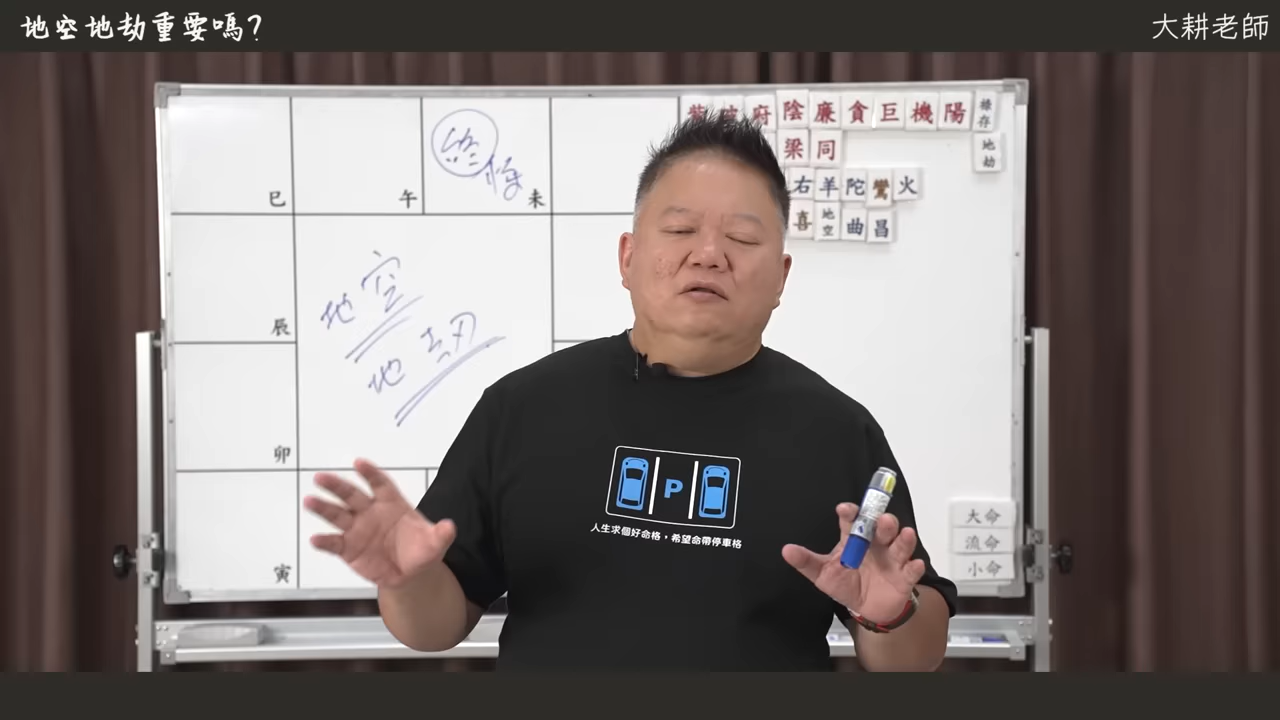 地空地劫重要嗎?
大耕老師
府陰廉貪巨機陽
祿存
地劫
梁同
右羊陀鸞火
喜 地空 曲昌
巳
午
未
辰
地空
地劫
卯
寅
P
人生求個好命格，希望命帶停車格
大命
流命
小命